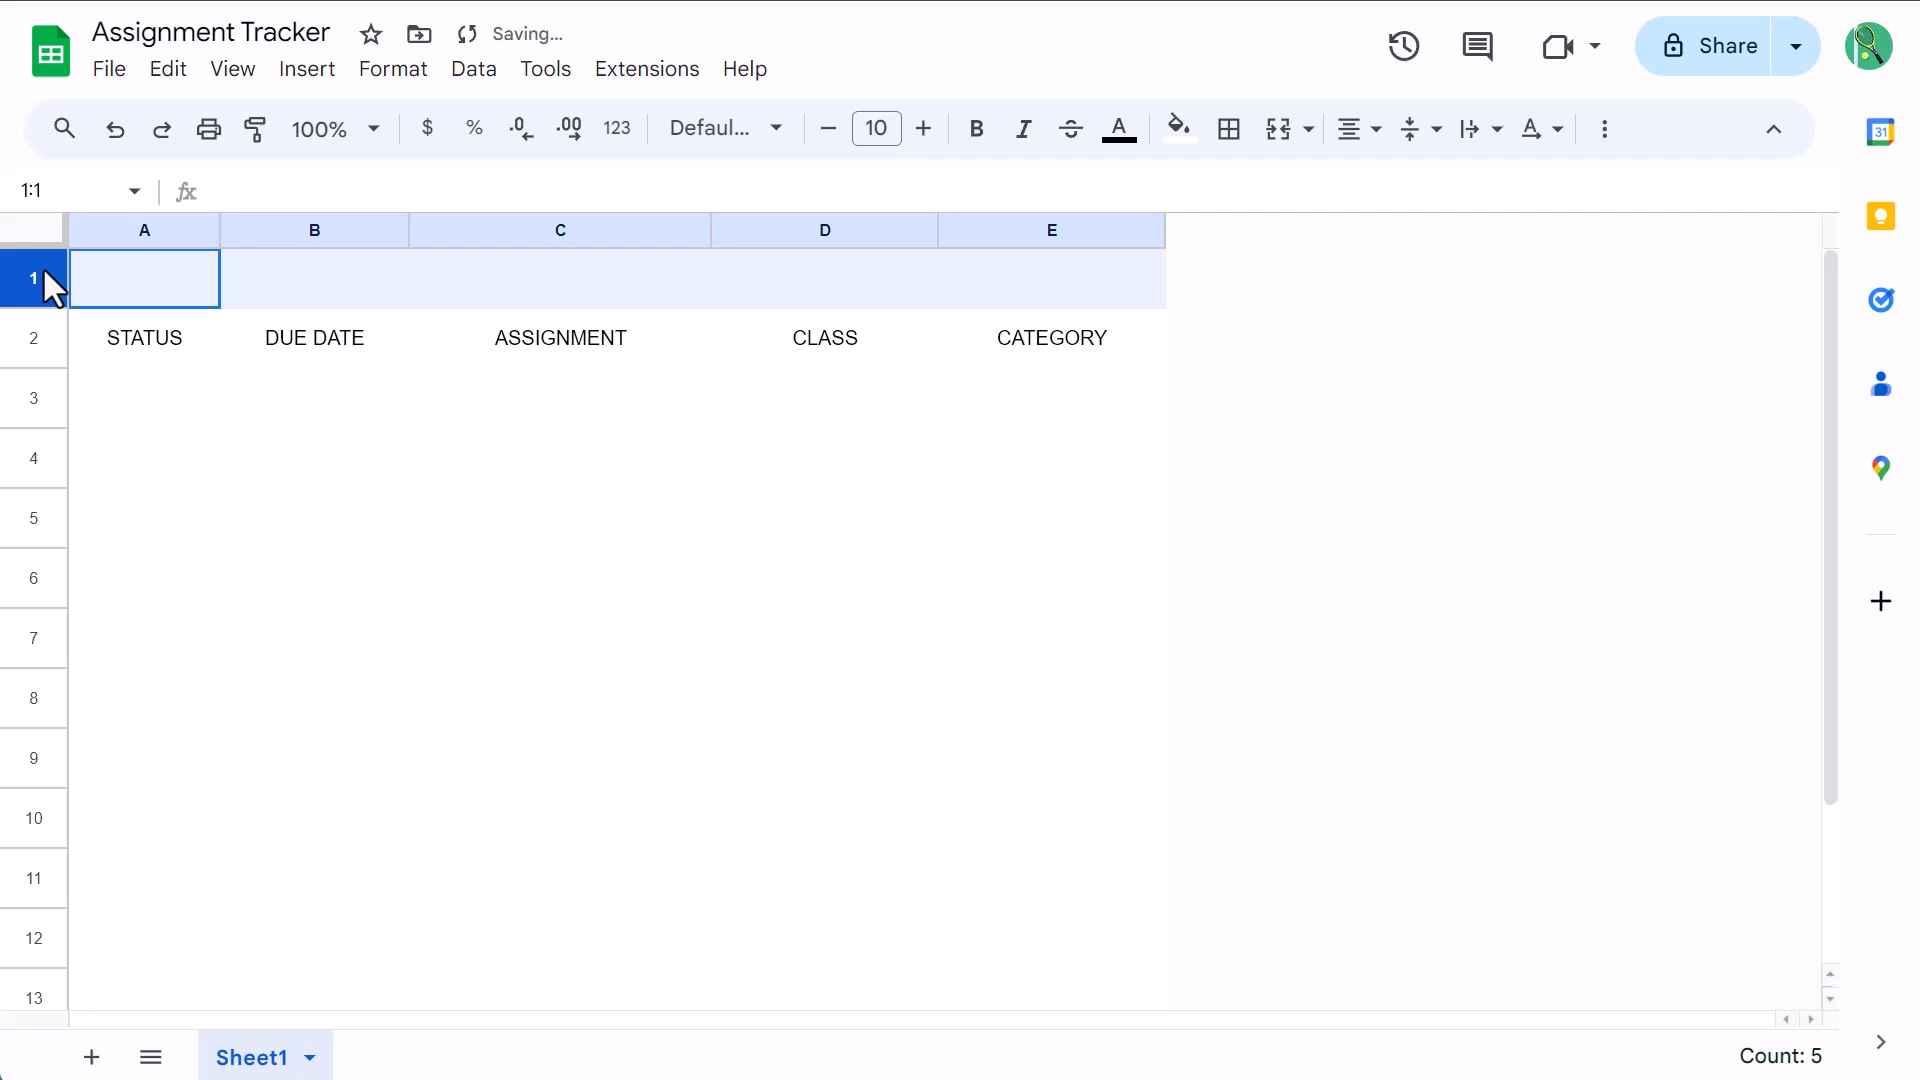 Assignment Tracker Saving...
File Edit View Insert Format Data Tools Extensions Help
Share
100% $ % .0 .00 123 Defaul... 10 B I S A A
31
1:1 fx
A B C D E
1
2 STATUS DUE DATE ASSIGNMENT CLASS CATEGORY
3
4
5
6
7
8
9
10
11
12
13
Sheet1 Count: 5